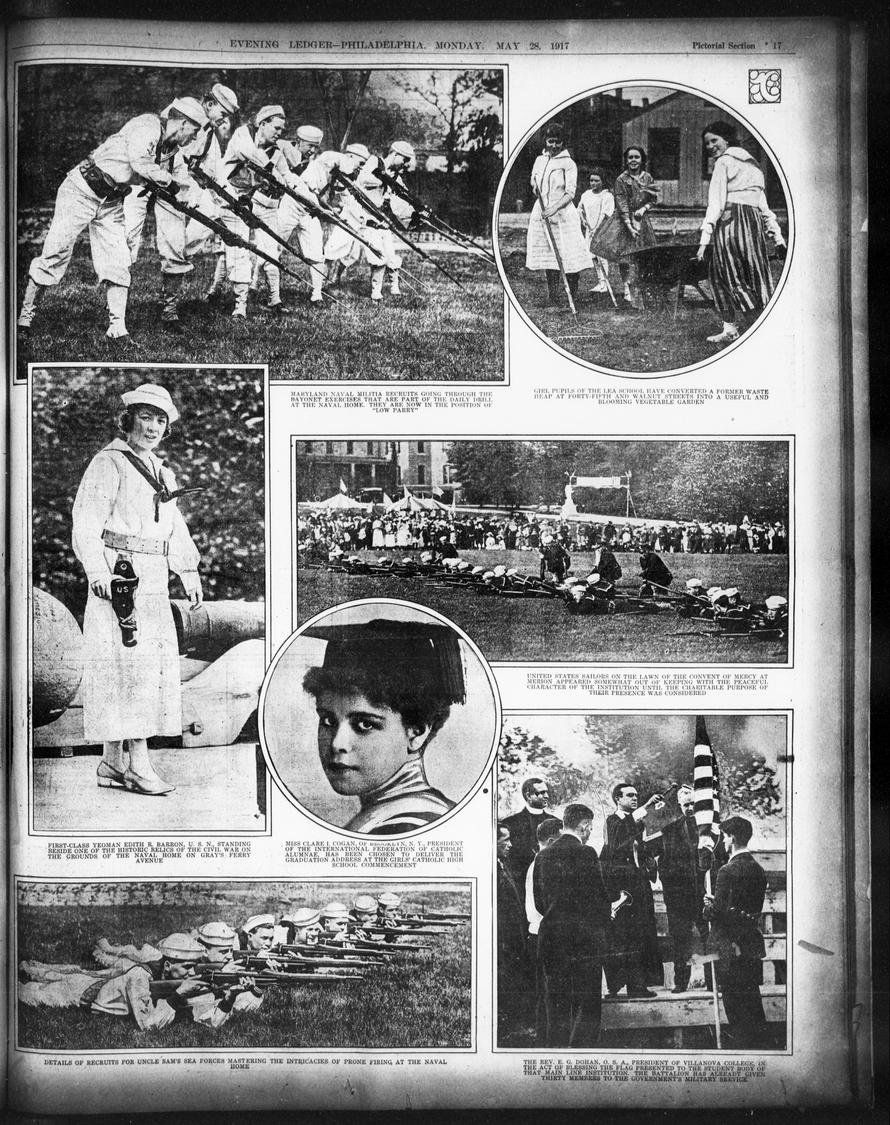 EVENING LEDGER—PHILADELPHIA, MONDAY, MAY 28, 1917
Pictorial Section 17
MARYLAND NAVAL MILITIA RECRUITS GOING THROUGH THE
BAYONET EXERCISES THAT ARE PART OF THE DAILY DRILL
AT THE NAVAL HOME. THEY ARE NOW IN THE POSITION OF
"LOW PARRY"
GIRL PUPILS OF THE LEA SCHOOL HAVE CONVERTED A FORMER WASTE
HEAP AT FORTY-FIFTH AND WALNUT STREETS INTO A USEFUL AND
BLOOMING VEGETABLE GARDEN
US
UNITED STATES SAILORS ON THE LAWN OF THE CONVENT OF MERCY AT
MERION APPEARED SOMEWHAT OUT OF KEEPING WITH THE PEACEFUL
CHARACTER OF THE INSTITUTION UNTIL THE CHARITABLE PURPOSE OF
THEIR PRESENCE WAS CONSIDERED
FIRST-CLASS YEOMAN EDITH R. BARRON, U. S. N., STANDING
BESIDE ONE OF THE HISTORIC RELICS OF THE CIVIL WAR ON
THE GROUNDS OF THE NAVAL HOME ON GRAY'S FERRY
AVENUE
MISS CLARE I. COGAN, OF BROOKLYN, N. Y., PRESIDENT
OF THE INTERNATIONAL FEDERATION OF CATHOLIC
ALUMNAE, HAS BEEN CHOSEN TO DELIVER THE
GRADUATION ADDRESS AT THE GIRLS' CATHOLIC HIGH
SCHOOL COMMENCEMENT
DETAILS OF RECRUITS FOR UNCLE SAM'S SEA FORCES MASTERING THE INTRICACIES OF PRONE FIRING AT THE NAVAL
HOME
THE REV. E. G. DOHAN, O. S. A., PRESIDENT OF VILLANOVA COLLEGE, IN
THE ACT OF BLESSING THE FLAG PRESENTED TO THE STUDENT BODY OF
THAT MAIN LINE INSTITUTION. THE BATTALION HAS ALREADY GIVEN
THIRTY MEMBERS TO THE GOVERNMENT'S MILITARY SERVICE